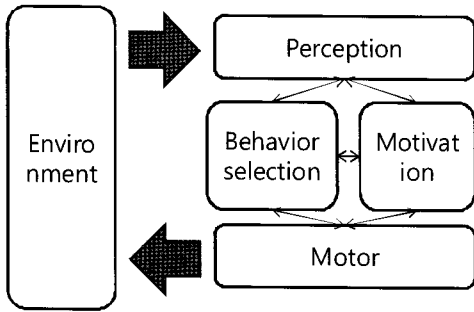 Perception
Enviro
nment
Behavior
selection
Motivat
ion
Motor